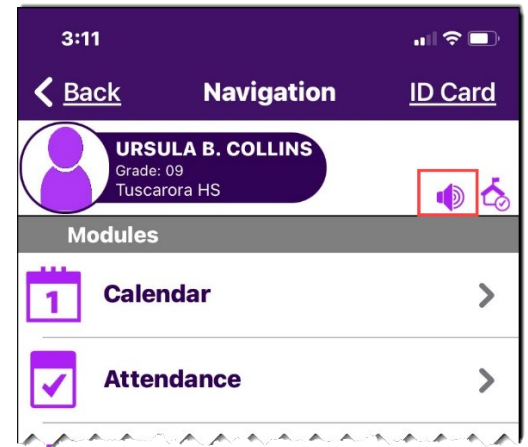 3:11
Back Navigation ID Card
URSULA B. COLLINS
Grade: 09
Tuscarora HS
Modules
1 Calendar
Attendance